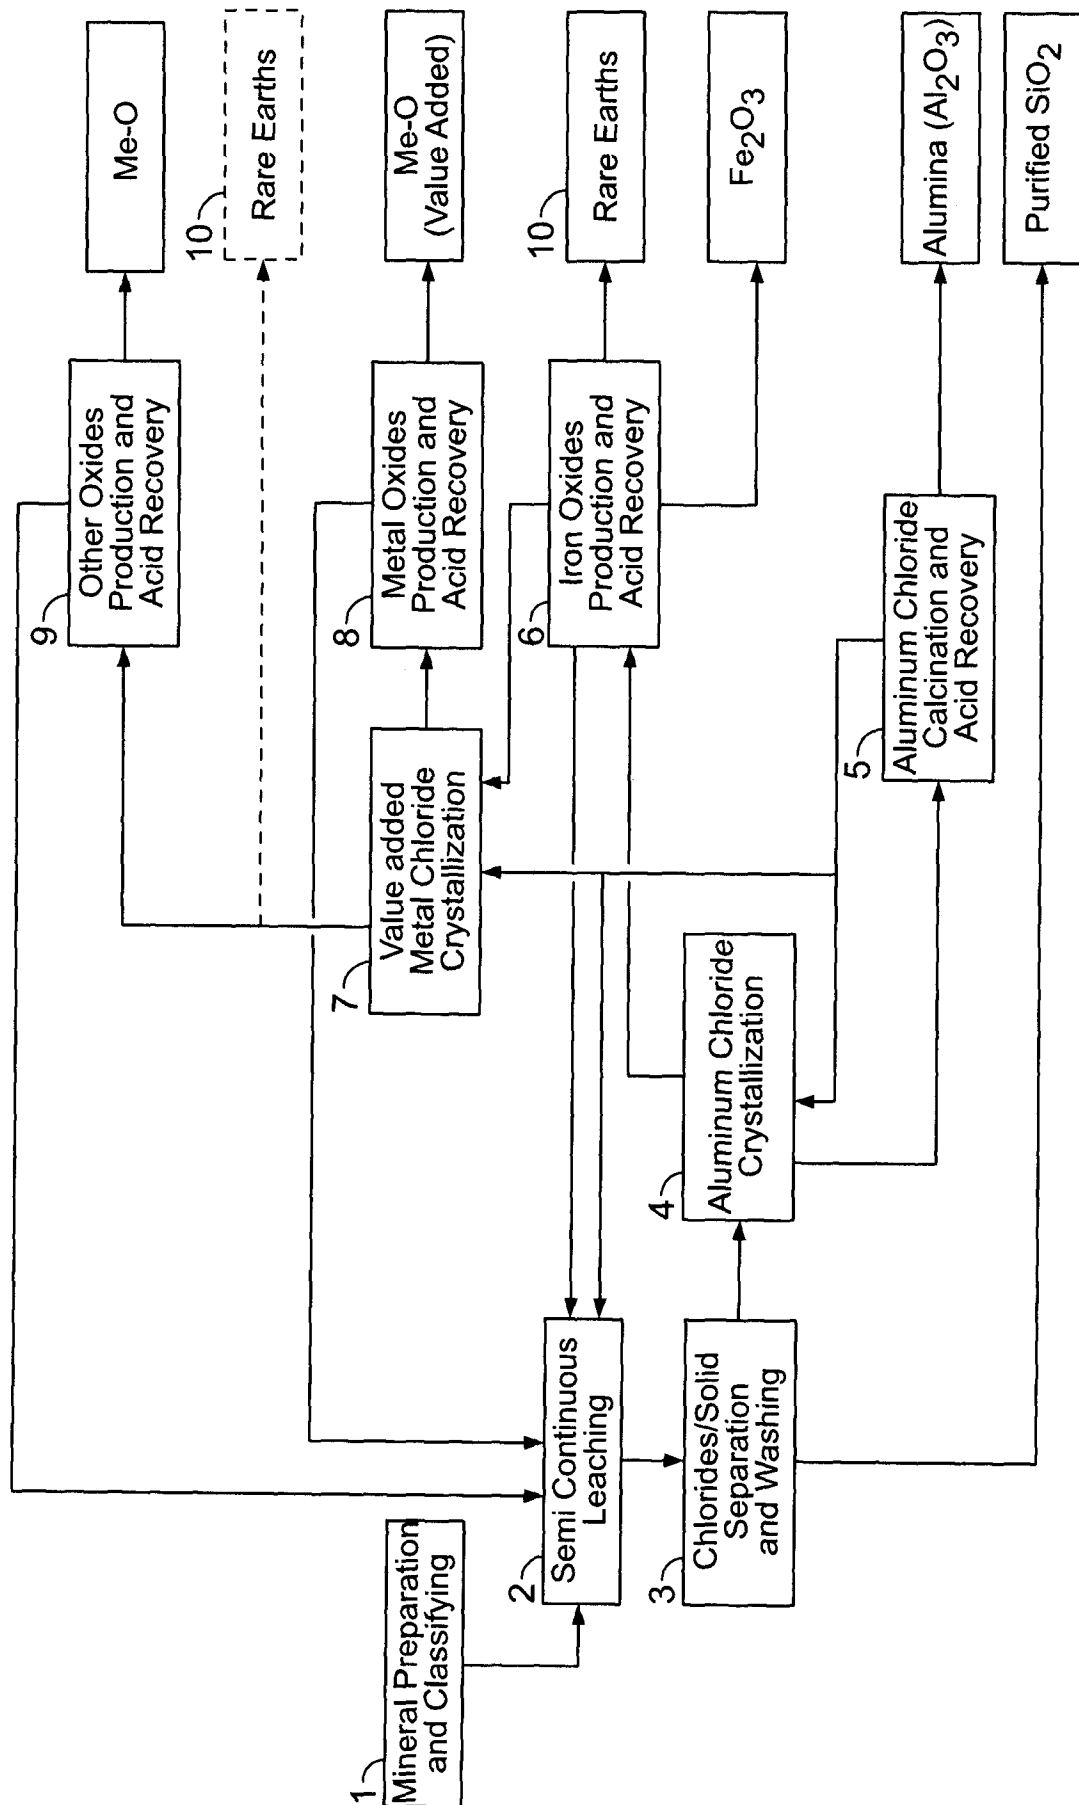 1
Mineral Preparation
and Classifying
2
Semi Continuous
Leaching
3
Chlorides/Solid
Separation
and Washing
4
Aluminum Chloride
Crystallization
5
Aluminum Chloride
Calcination and
Acid Recovery
6
Iron Oxides
Production and
Acid Recovery
7
Value added
Metal Chloride
Crystallization
8
Metal Oxides
Production and
Acid Recovery
9
Other Oxides
Production and
Acid Recovery
Me-O
10
Rare Earths
Me-O
(Value Added)
10
Rare Earths
Fe₂O₃
Alumina (Al₂O₃)
Purified SiO₂